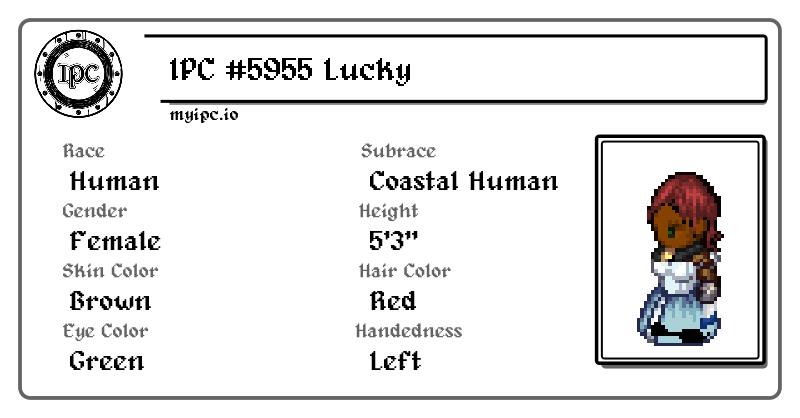 IPC
IPC #5955 Lucky
myipc.io
Race
Human
Subrace
Coastal Human
Gender
Female
Height
5'3"
Skin Color
Brown
Hair Color
Red
Eye Color
Green
Handedness
Left